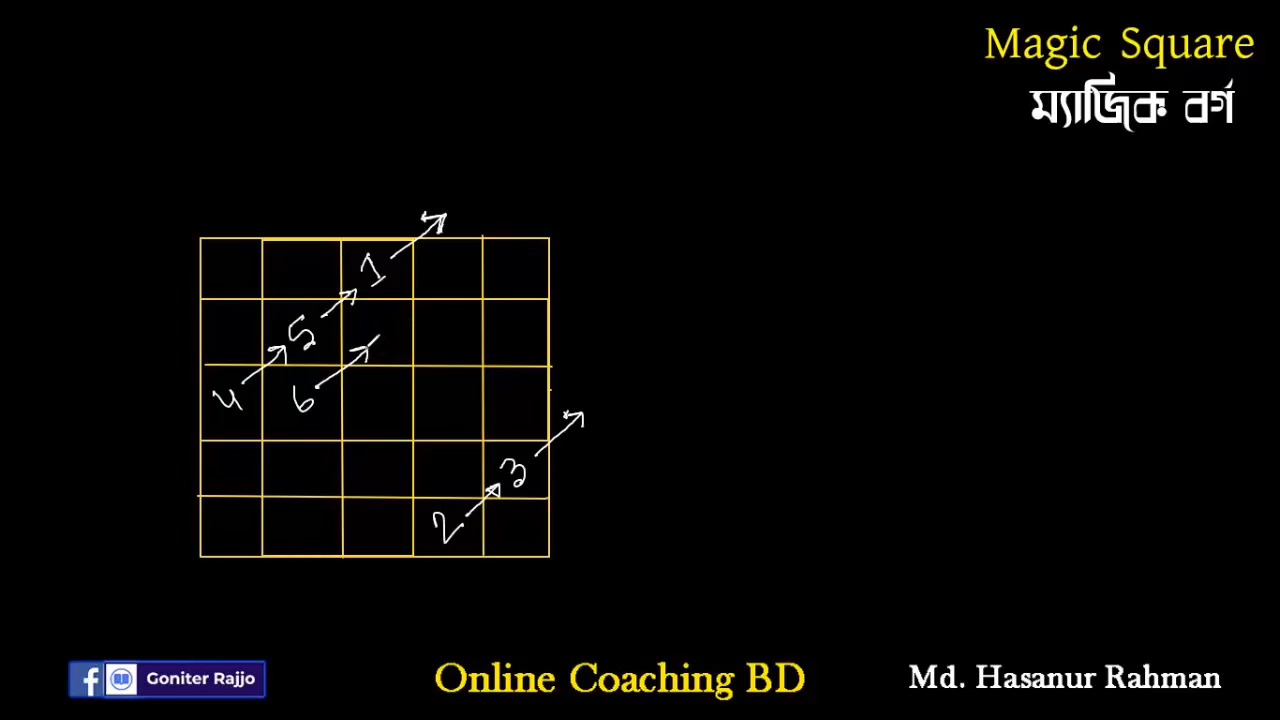 Magic Square
ম্যাজিক বর্গ
1
5
4 6
3
2
Goniter Rajjo
Online Coaching BD
Md. Hasanur Rahman